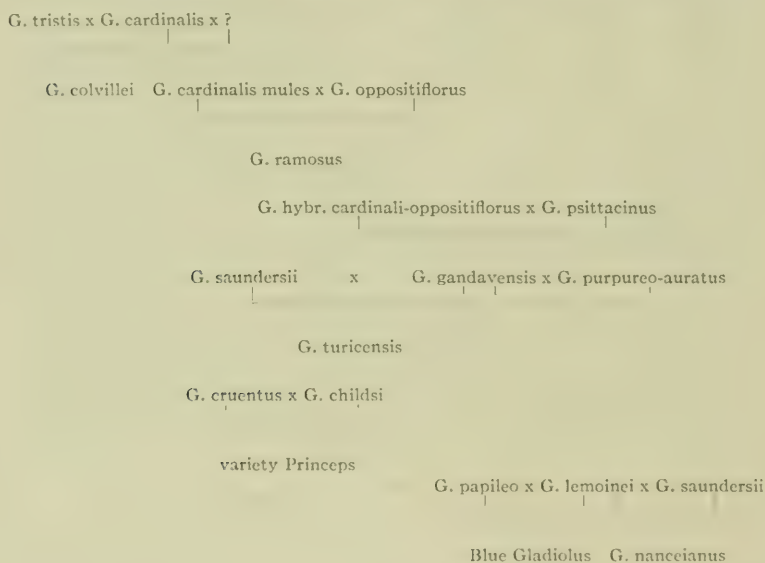 G. tristis x G. cardinalis x ?
G. colvillei G. cardinalis mules x G. oppositiflorus
G. ramosus
G. hybr. cardinali-oppositiflorus x G. psittacinus
G. saundersii x G. gandavensis x G. purpureo-auratus
G. turicensis
G. cruentus x G. childsi
variety Princeps
G. papileo x G. lemoinei x G. saundersii
Blue Gladiolus G. nanceianus